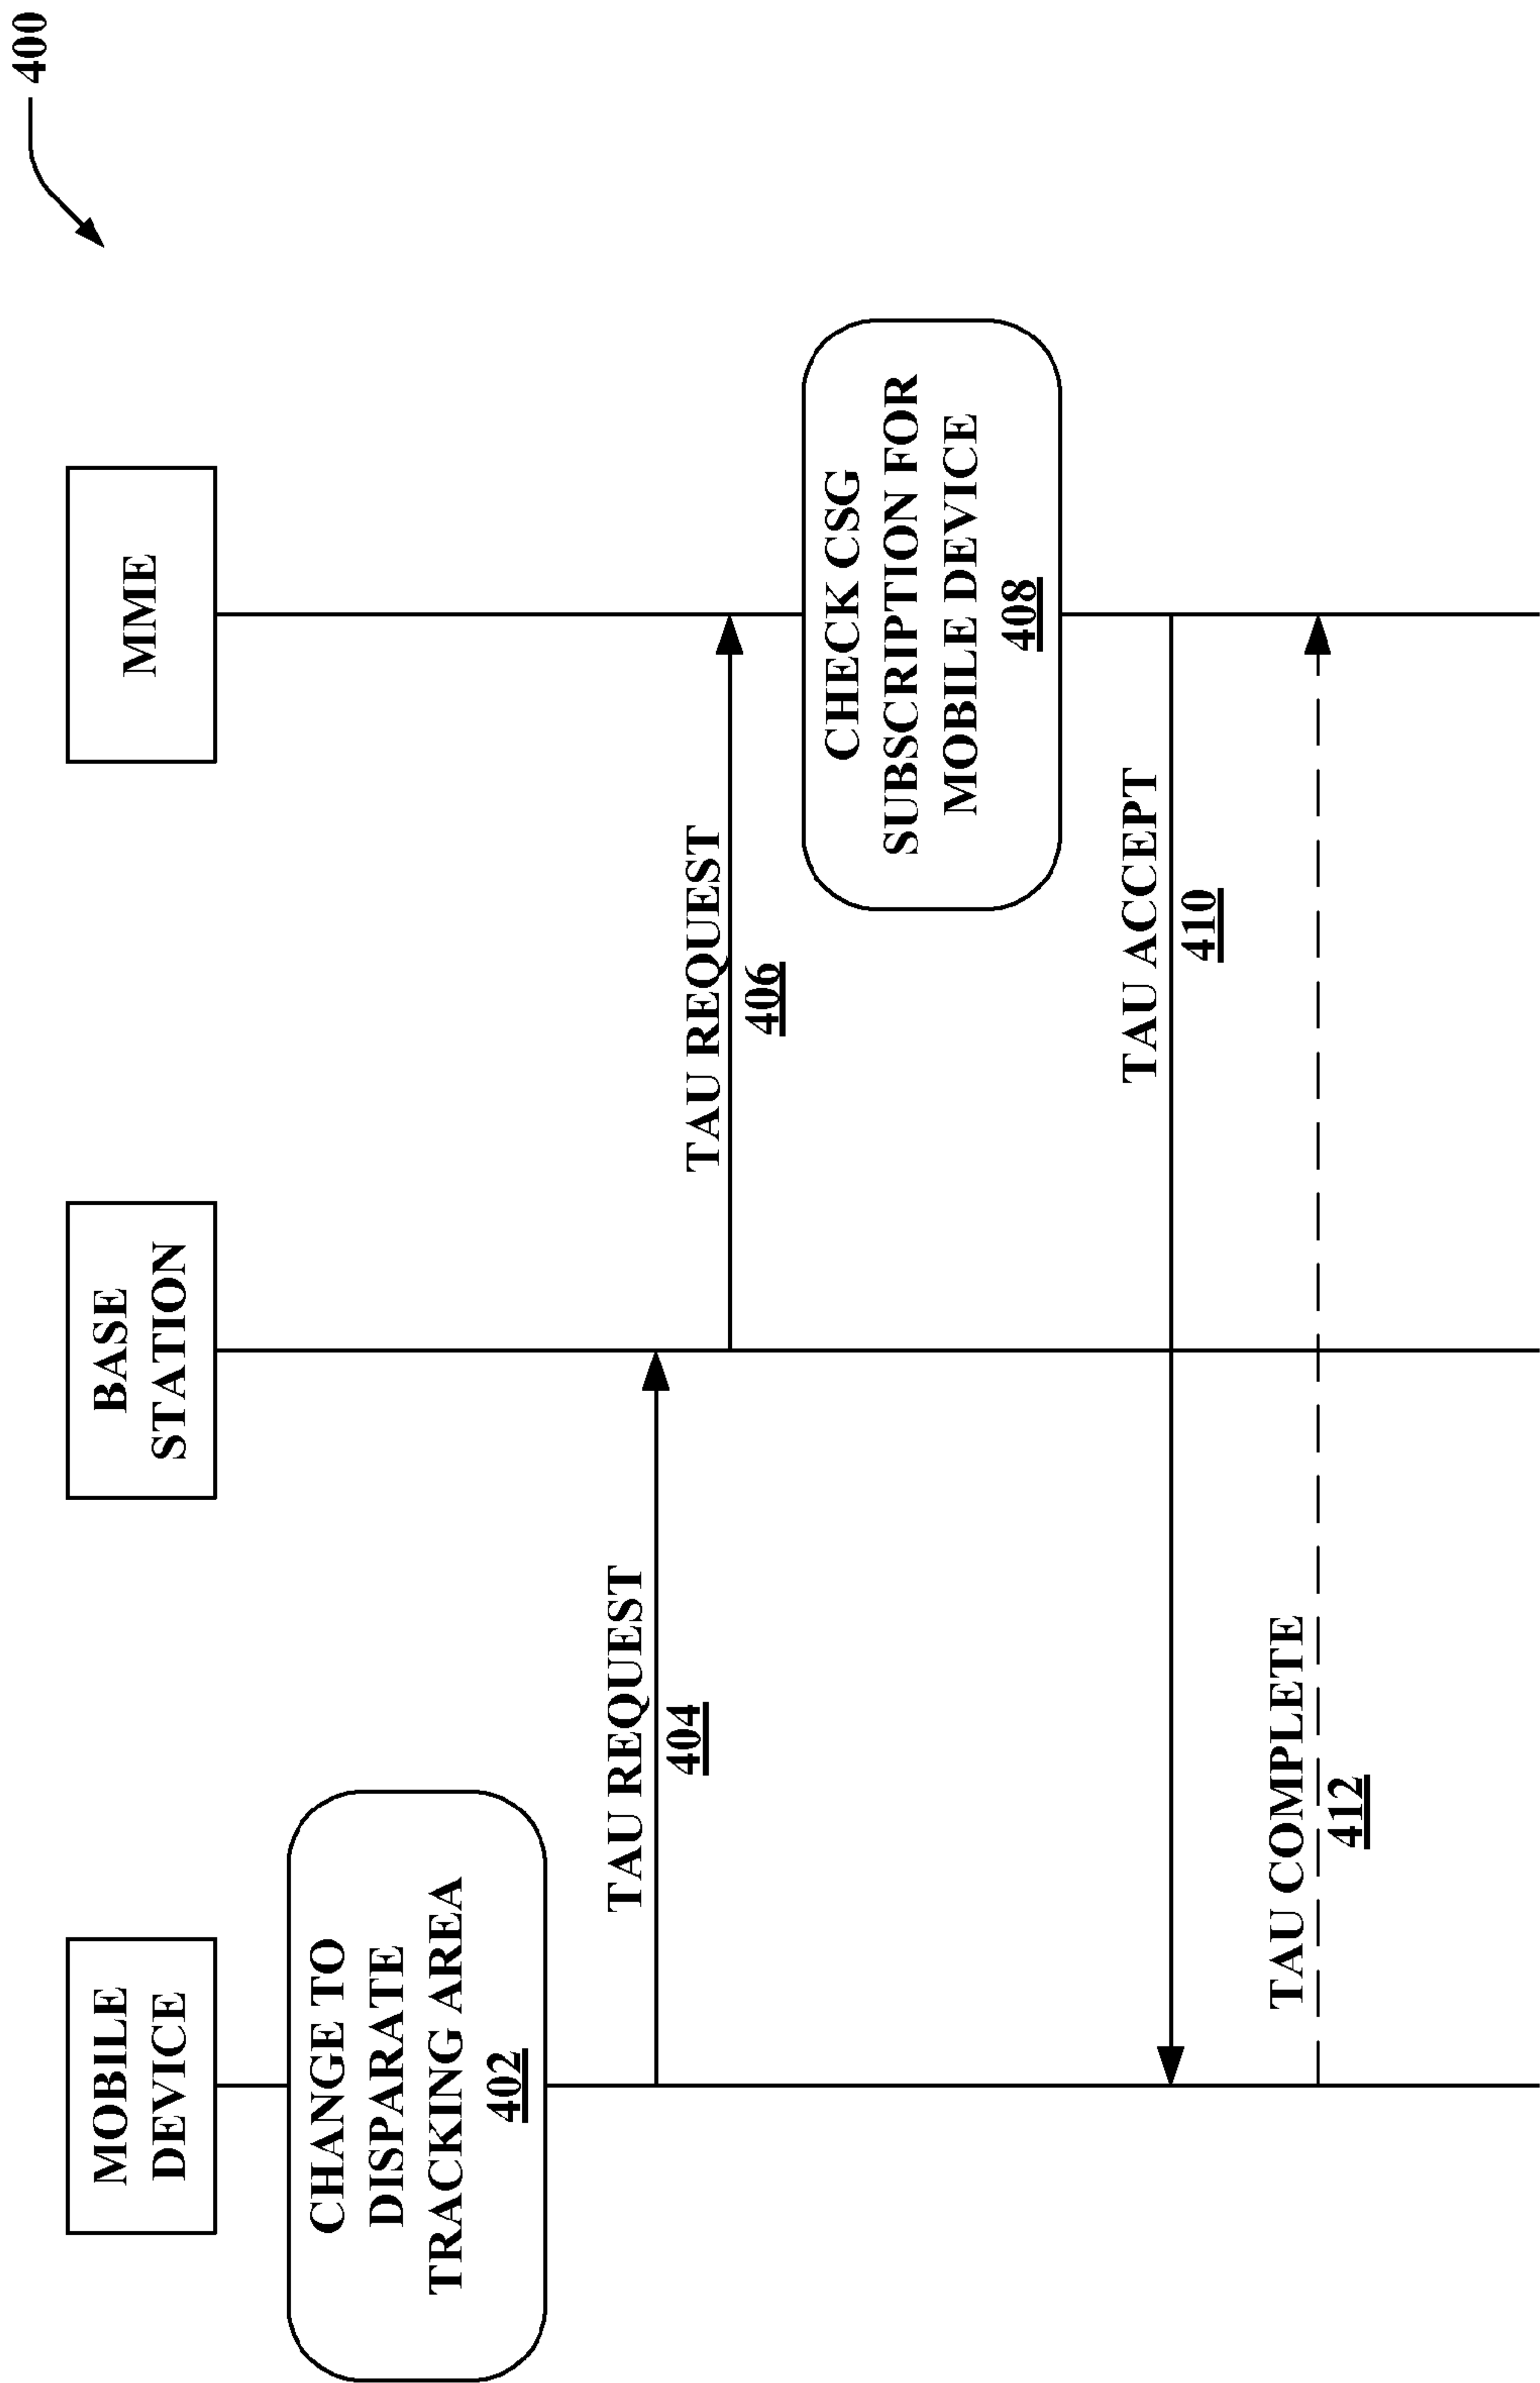 400
MOBILE
DEVICE
BASE
STATION
MME
CHANGE TO
DISPARATE
TRACKING AREA
402
TAU REQUEST
404
TAU REQUEST
406
CHECK CSG
SUBSCRIPTION FOR
MOBILE DEVICE
408
TAU ACCEPT
410
TAU COMPLETE
412